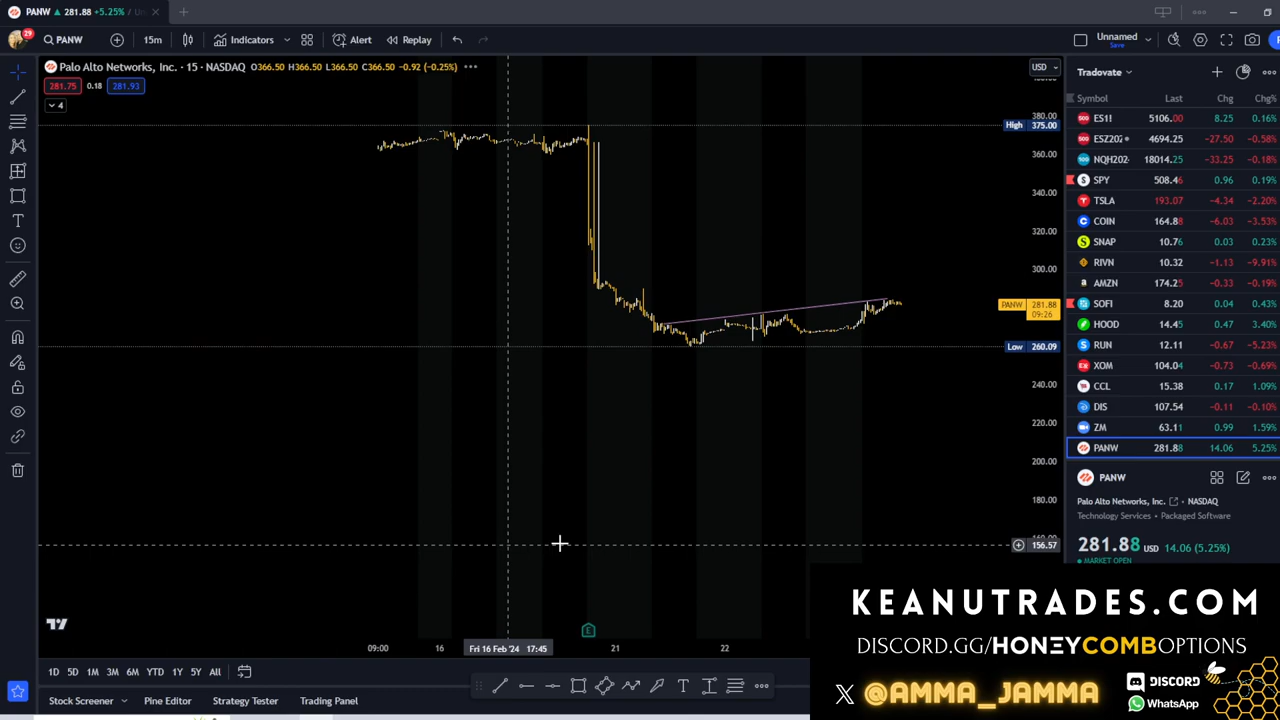 PANW ▲ 281.88 +5.25% / Un
29
PANW
15m
Indicators
Alert
Replay
Unnamed
Save
Palo Alto Networks, Inc. · 15 · NASDAQ O366.50 H366.50 L366.50 C366.50 -0.92 (-0.25%)
281.75 0.18 281.93
4
USD
380.00
High 375.00
360.00
340.00
320.00
300.00
PANW 281.88
09:26
Low 260.09
240.00
220.00
200.00
180.00
156.57
E
09:00 16 Fri 16 Feb '24 17:45 21 22
1D 5D 1M 3M 6M YTD 1Y 5Y All
Stock Screener Pine Editor Strategy Tester Trading Panel
Tradovate
Symbol Last Chg Chg%
ES1! 5106.00 8.25 0.16%
ESZ202 4694.25 -27.50 -0.58%
NQH202 18014.25 -33.25 -0.18%
SPY 508.46 0.96 0.19%
TSLA 193.07 -4.34 -2.20%
COIN 164.88 -6.03 -3.53%
SNAP 10.76 0.03 0.23%
RIVN 10.32 -1.13 -9.91%
AMZN 174.25 -0.33 -0.19%
SOFI 8.20 0.04 0.43%
HOOD 14.45 0.47 3.40%
RUN 12.11 -0.67 -5.23%
XOM 104.04 -0.73 -0.69%
CCL 15.38 0.17 1.09%
DIS 107.54 -0.11 -0.10%
ZM 63.11 0.99 1.59%
PANW 281.88 14.06 5.25%
PANW
Palo Alto Networks, Inc. · NASDAQ
Technology Services · Packaged Software
281.88 USD 14.06 (5.25%)
MARKET OPEN
KEANUTRADES.COM
DISCORD.GG/HONEYCOMBOPTIONS
X @AMMA_JAMMA
DISCORD
WhatsApp